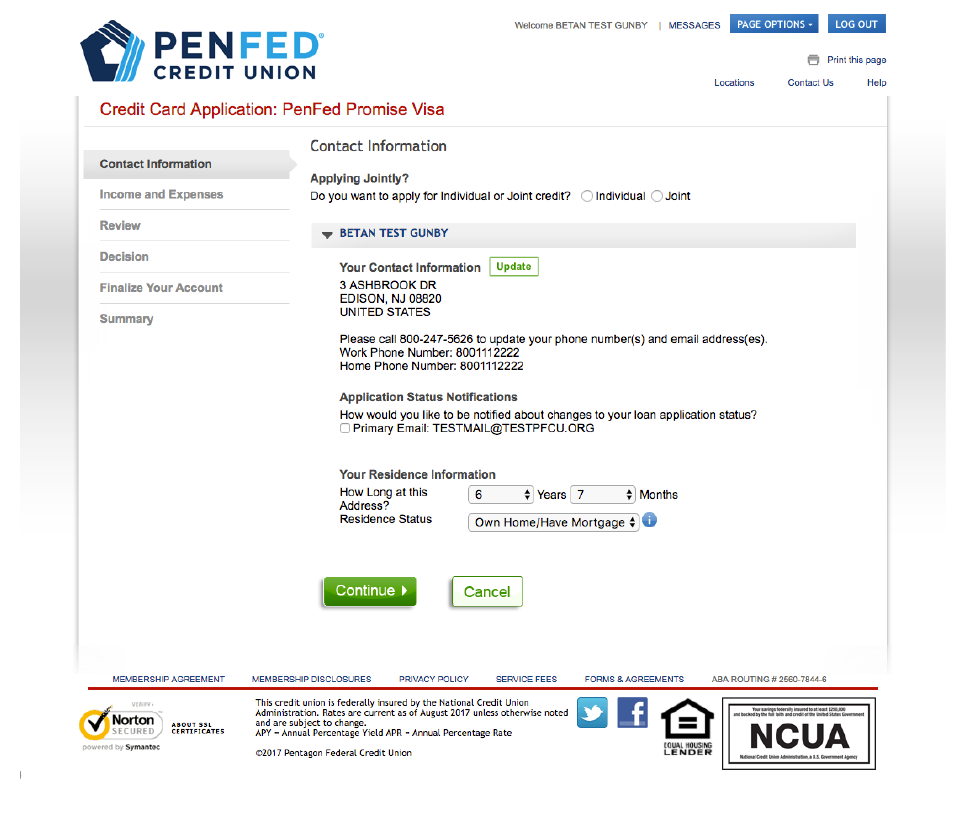 Welcome BETAN TEST GUNBY | MESSAGES PAGE OPTIONS LOG OUT
PENFED®
CREDIT UNION
Print this page
Locations Contact Us Help
Credit Card Application: PenFed Promise Visa
Contact Information
Income and Expenses
Review
Decision
Finalize Your Account
Summary
Contact Information
Applying Jointly?
Do you want to apply for Individual or Joint credit? Individual Joint
BETAN TEST GUNBY
Your Contact Information Update
3 ASHBROOK DR
EDISON, NJ 08820
UNITED STATES
Please call 800-247-5626 to update your phone number(s) and email address(es).
Work Phone Number: 8001112222
Home Phone Number: 8001112222
Application Status Notifications
How would you like to be notified about changes to your loan application status?
Primary Email: TESTMAIL@TESTPFCU.ORG
Your Residence Information
How Long at this
Address?
6 Years 7 Months
Residence Status
Own Home/Have Mortgage i
Continue Cancel
MEMBERSHIP AGREEMENT MEMBERSHIP DISCLOSURES PRIVACY POLICY SERVICE FEES FORMS & AGREEMENTS ABA ROUTING # 2560-7844-6
VERIFY
Norton
SECURED
powered by Symantec
ABOUT SSL
CERTIFICATES
This credit union is federally insured by the National Credit Union
Administration. Rates are current as of August 2017 unless otherwise noted
and are subject to change.
APY = Annual Percentage Yield APR = Annual Percentage Rate
©2017 Pentagon Federal Credit Union
EQUAL HOUSING
LENDER
Your savings federally insured to at least $250,000
and backed by the full faith and credit of the United States Government
NCUA
National Credit Union Administration, a U.S. Government Agency